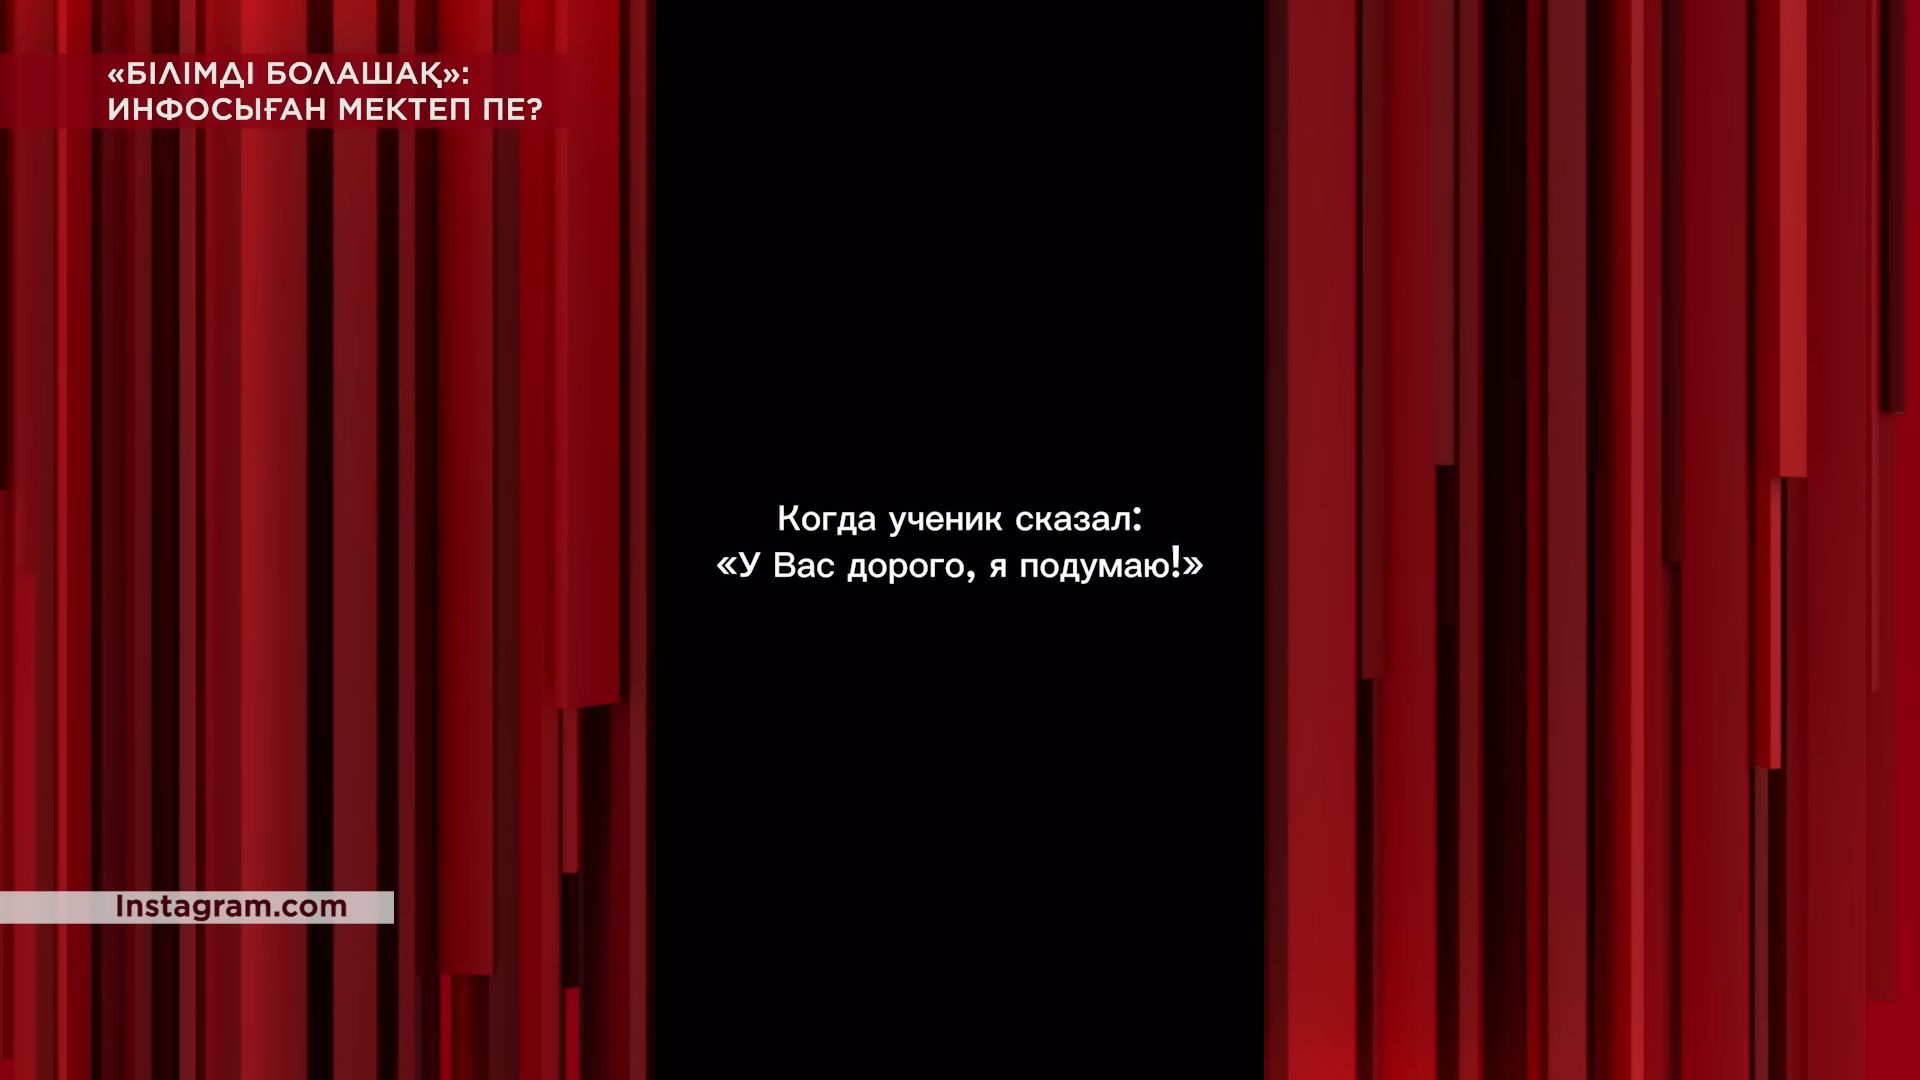 «БІЛІМДІ БОЛАШАҚ»:
ИНФОСЫҒАН МЕКТЕП ПЕ?
Когда ученик сказал:
«У Вас дорого, я подумаю!»
Instagram.com